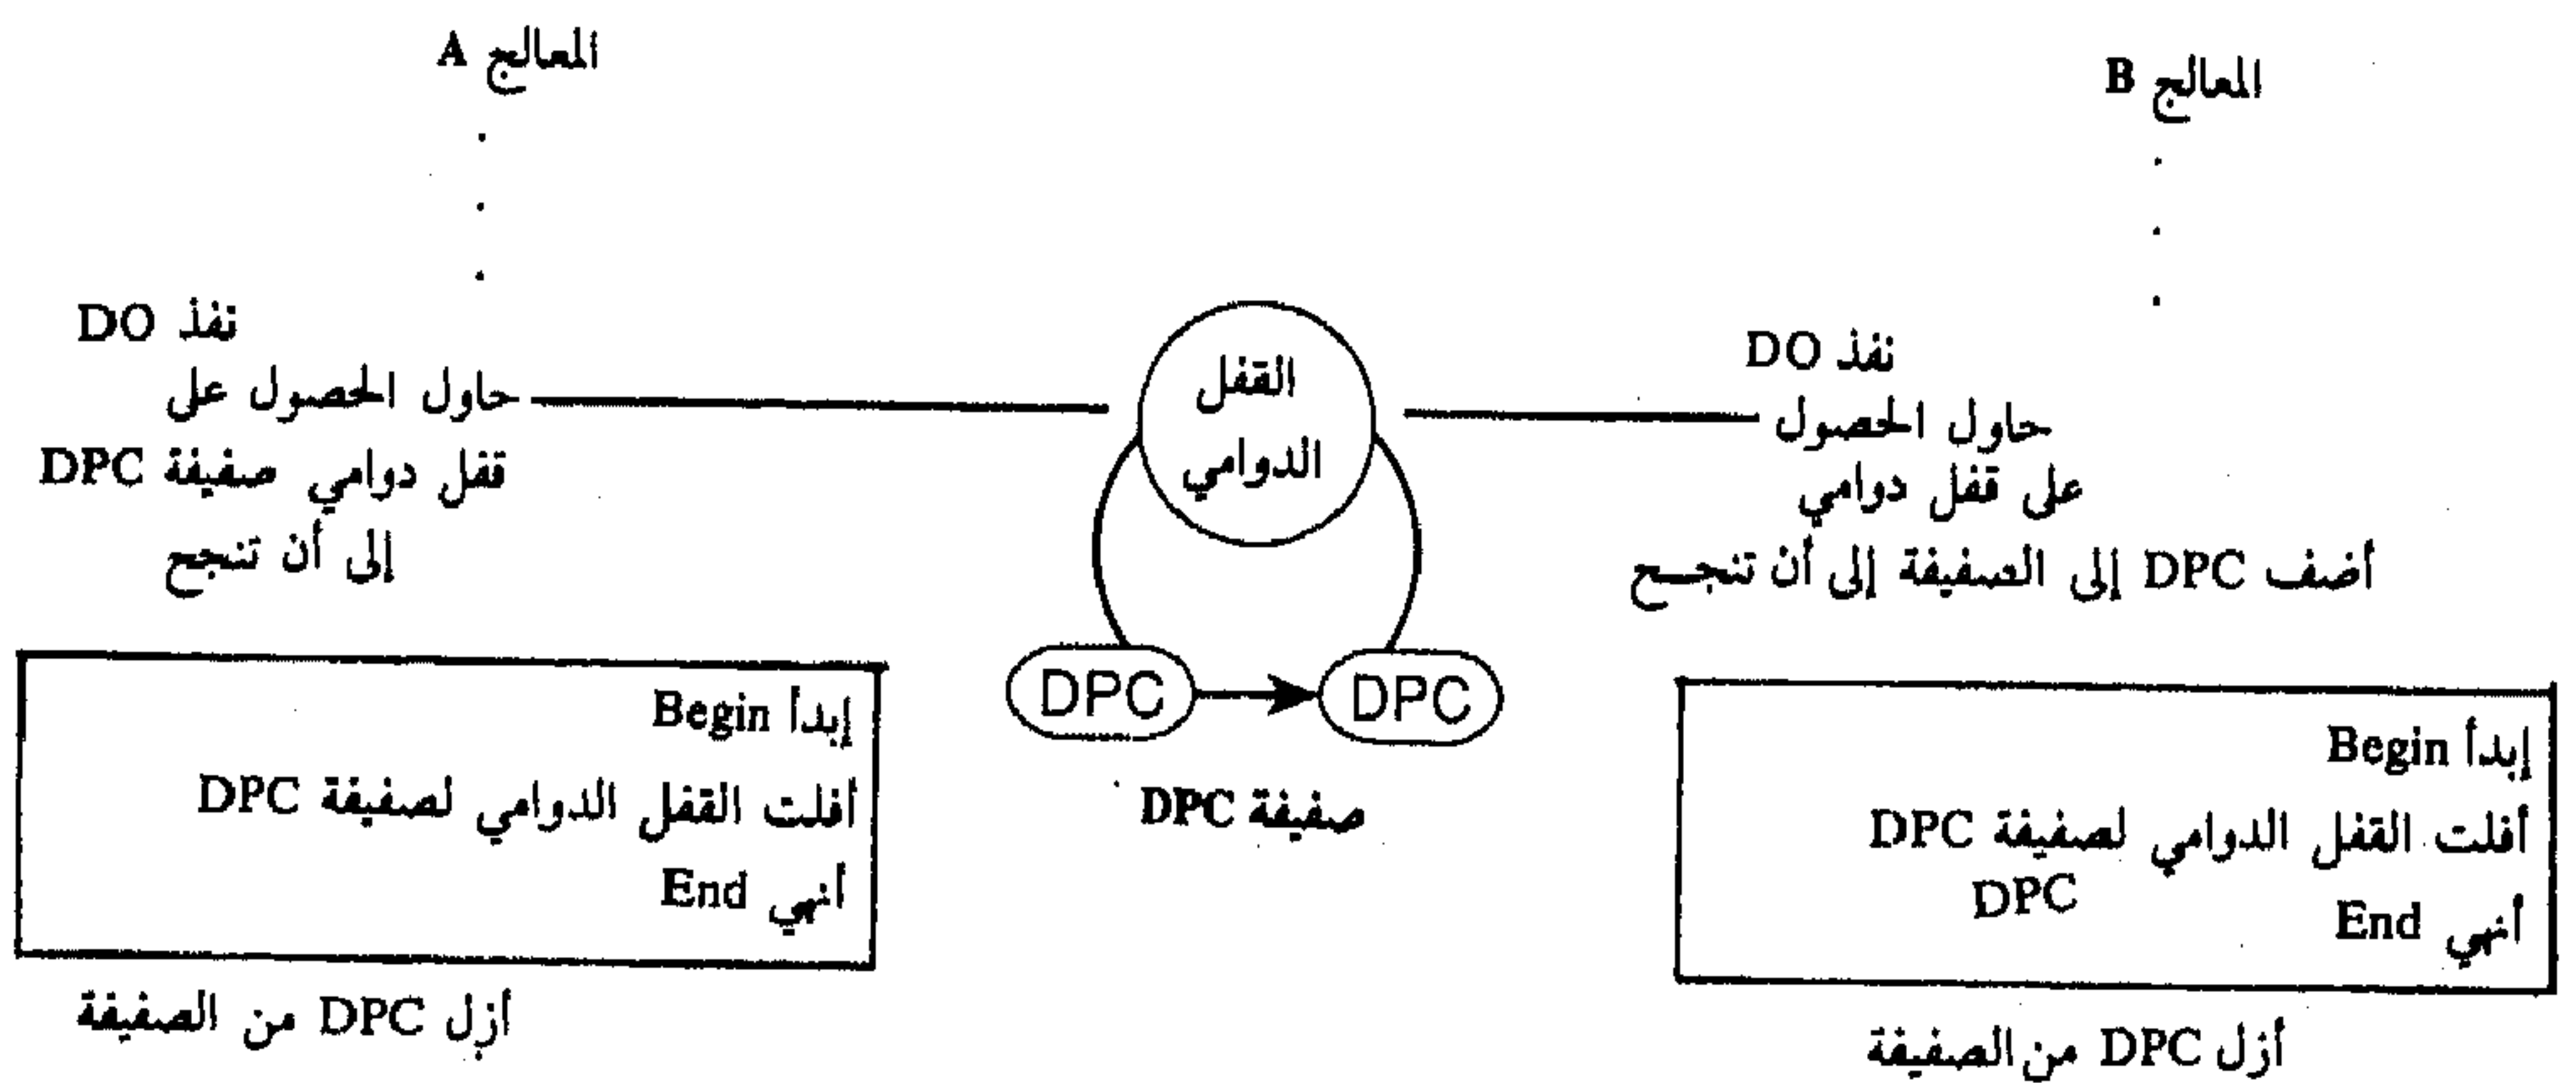 المعالج A
نفذ DO
حاول الحصول على
قفل دوامي صفيفة DPC
إلى أن تنجح
إبدأ Begin
أفلت القفل الدوامي لصفيفة DPC
أنهي End
أزل DPC من الصفيفة
القفل
الدوامي
DPC
DPC
صفيفة DPC
المعالج B
نفذ DO
حاول الحصول
على قفل دوامي
أضف DPC إلى الصفيفة إلى أن تنجح
إبدأ Begin
أفلت القفل الدوامي لصفيفة DPC
DPC
أنهي End
أزل DPC من الصفيفة